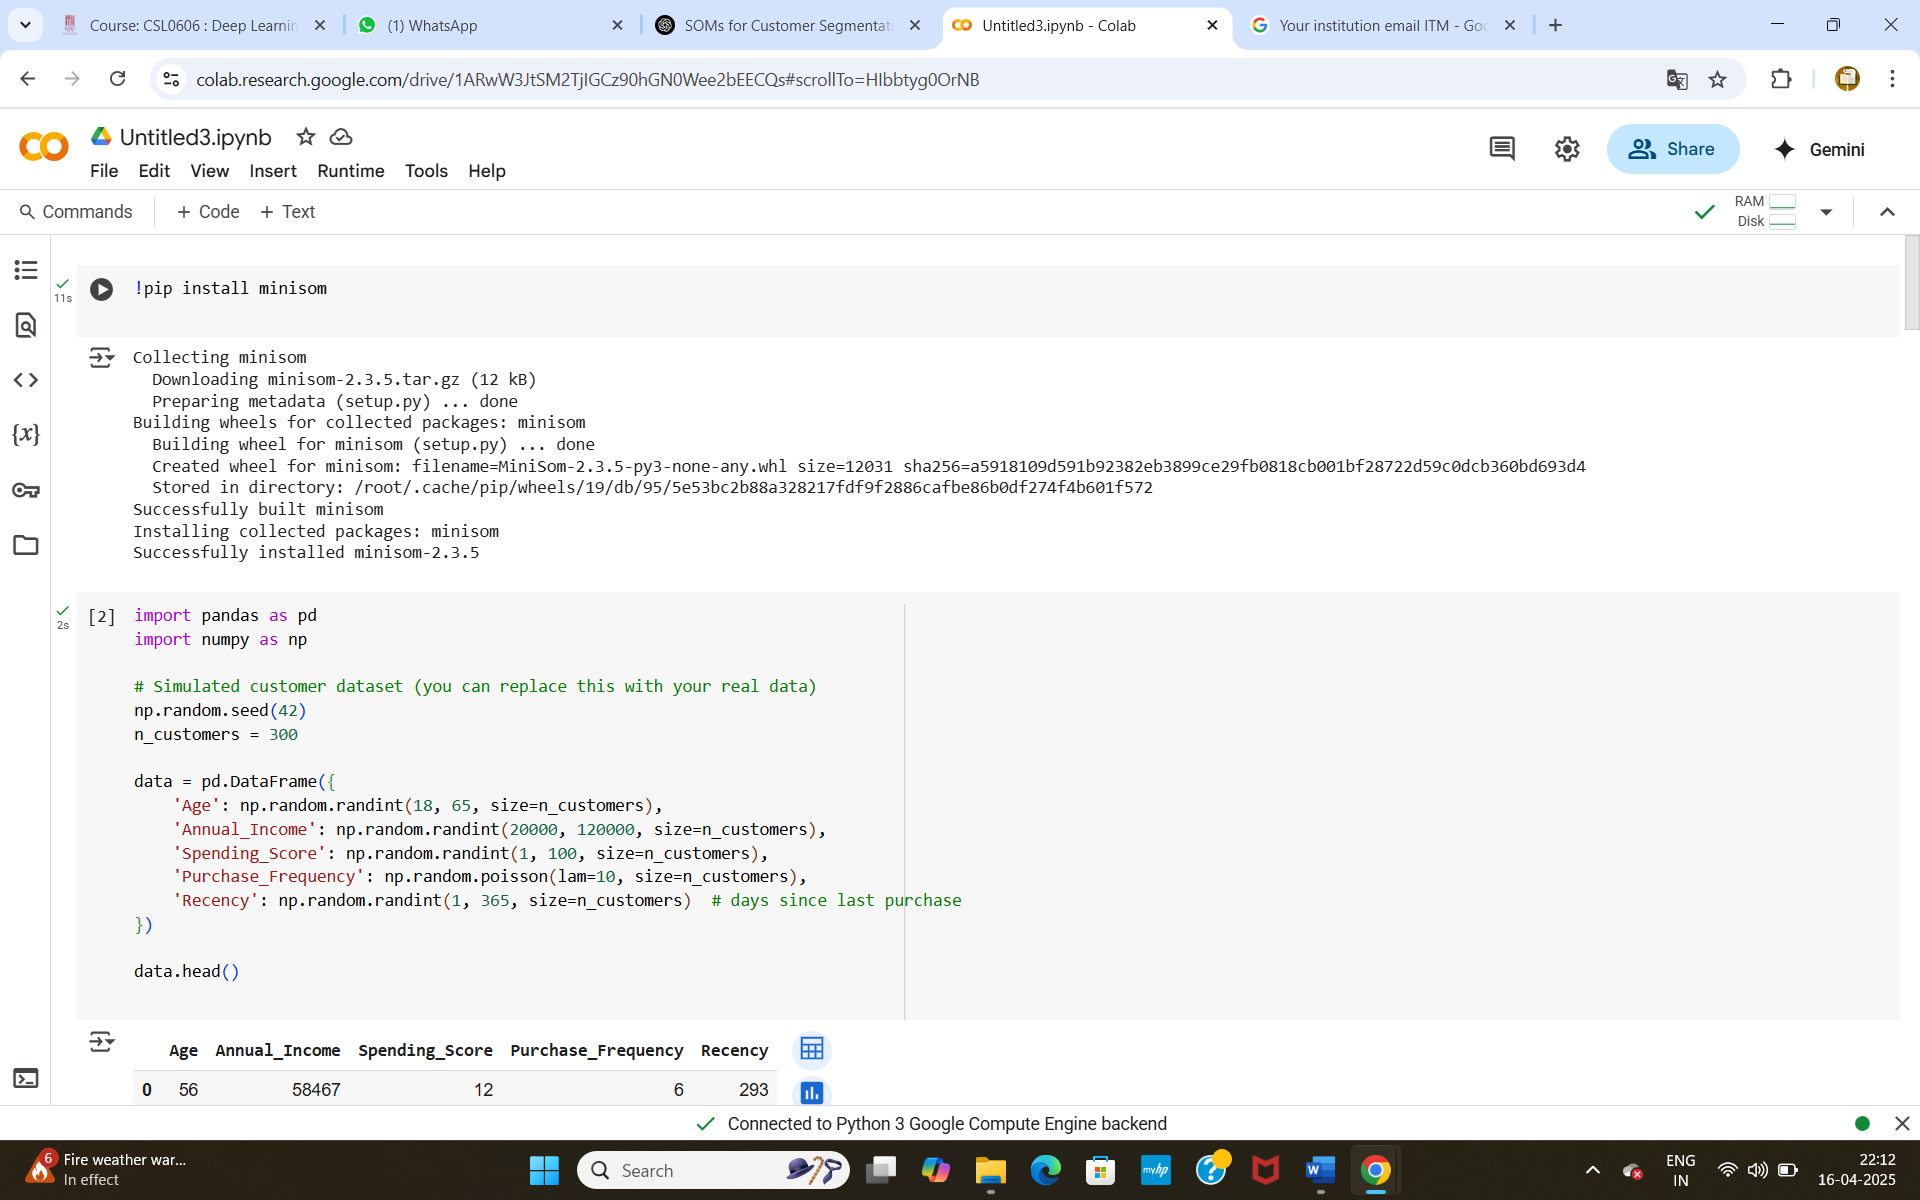 Course: CSL0606 : Deep Learnin
(1) WhatsApp
SOMs for Customer Segmentati
Untitled3.ipynb - Colab
Your institution email ITM - Goo
colab.research.google.com/drive/1ARwW3JtSM2TjIGCz90hGN0Wee2bEECQs#scrollTo=HIbbtyg0OrNB
Untitled3.ipynb
File Edit View Insert Runtime Tools Help
Share
Gemini
Commands
+ Code + Text
RAM
Disk
11s
!pip install minisom
Collecting minisom
Downloading minisom-2.3.5.tar.gz (12 kB)
Preparing metadata (setup.py) ... done
Building wheels for collected packages: minisom
Building wheel for minisom (setup.py) ... done
Created wheel for minisom: filename=MiniSom-2.3.5-py3-none-any.whl size=12031 sha256=a5918109d591b92382eb3899ce29fb0818cb001bf28722d59c0dcb360bd693d4
Stored in directory: /root/.cache/pip/wheels/19/db/95/5e53bc2b88a328217fdf9f2886cafbe86b0df274f4b601f572
Successfully built minisom
Installing collected packages: minisom
Successfully installed minisom-2.3.5
2s
[2] import pandas as pd
import numpy as np
# Simulated customer dataset (you can replace this with your real data)
np.random.seed(42)
n_customers = 300
data = pd.DataFrame({
'Age': np.random.randint(18, 65, size=n_customers),
'Annual_Income': np.random.randint(20000, 120000, size=n_customers),
'Spending_Score': np.random.randint(1, 100, size=n_customers),
'Purchase_Frequency': np.random.poisson(lam=10, size=n_customers),
'Recency': np.random.randint(1, 365, size=n_customers) # days since last purchase
})
data.head()
Age Annual_Income Spending_Score Purchase_Frequency Recency
0 56 58467 12 6 293
Connected to Python 3 Google Compute Engine backend
6
Fire weather war...
In effect
Search
myhp
ENG
IN
22:12
16-04-2025